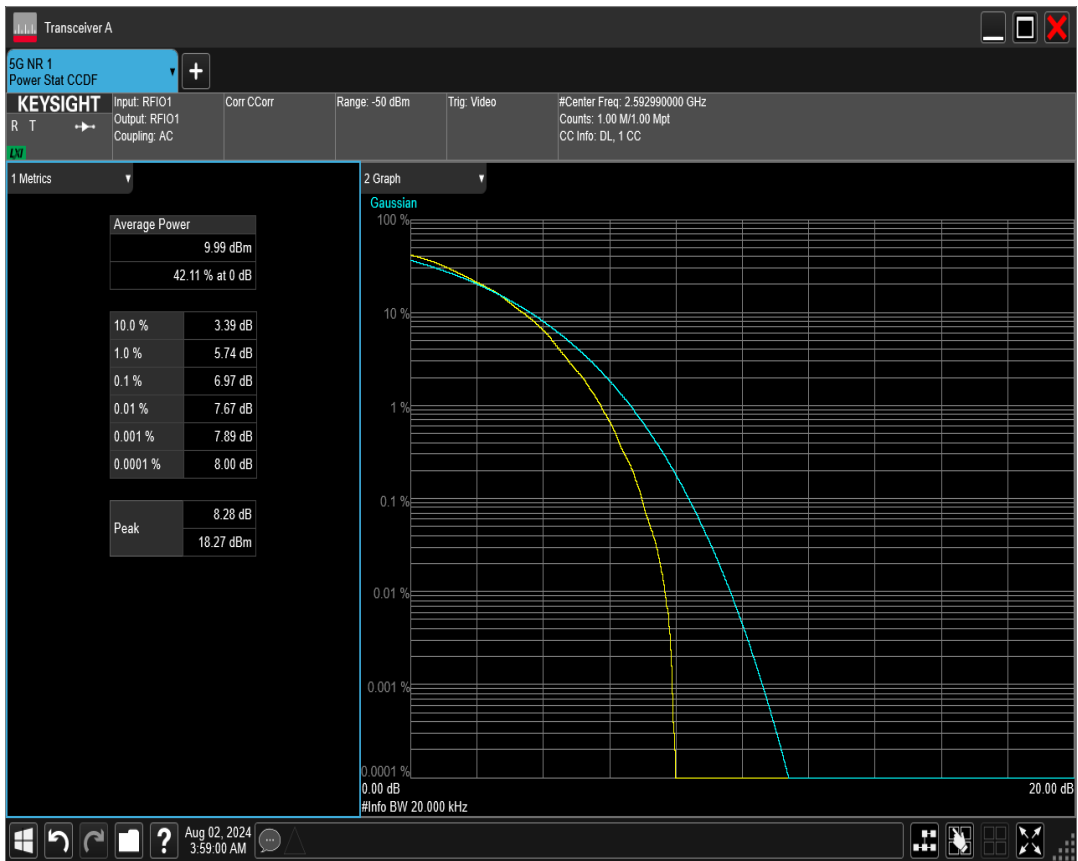 Transceiver A
5G NR 1
Power Stat CCDF
KEYSIGHT
R T
LXI
Input: RFIO1
Output: RFIO1
Coupling: AC
Corr CCorr
Range: -50 dBm
Trig: Video
#Center Freq: 2.592990000 GHz
Counts: 1.00 M/1.00 Mpt
CC Info: DL, 1 CC
1 Metrics
Average Power
9.99 dBm
42.11 % at 0 dB
10.0 % 3.39 dB
1.0 % 5.74 dB
0.1 % 6.97 dB
0.01 % 7.67 dB
0.001 % 7.89 dB
0.0001 % 8.00 dB
Peak
8.28 dB
18.27 dBm
2 Graph
Gaussian
100 %
10 %
1 %
0.1 %
0.01 %
0.001 %
0.0001 %
0.00 dB 20.00 dB
#Info BW 20.000 kHz
?
Aug 02, 2024
3:59:00 AM